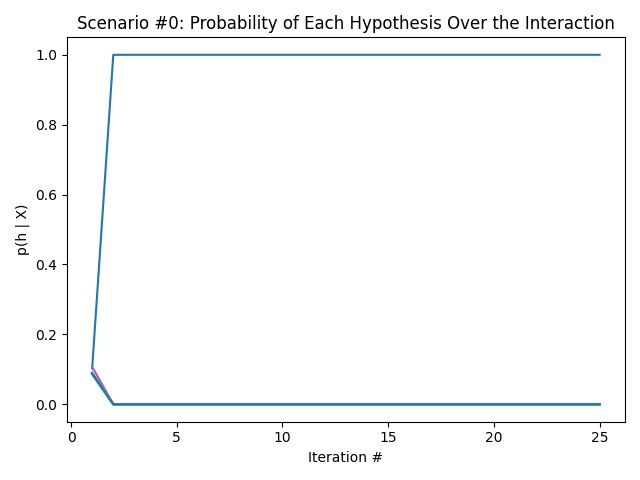 Scenario #0: Probability of Each Hypothesis Over the Interaction
1.0
0.8
0.6
0.4
0.2
0.0
p(h | X)
0 5 10 15 20 25
Iteration #